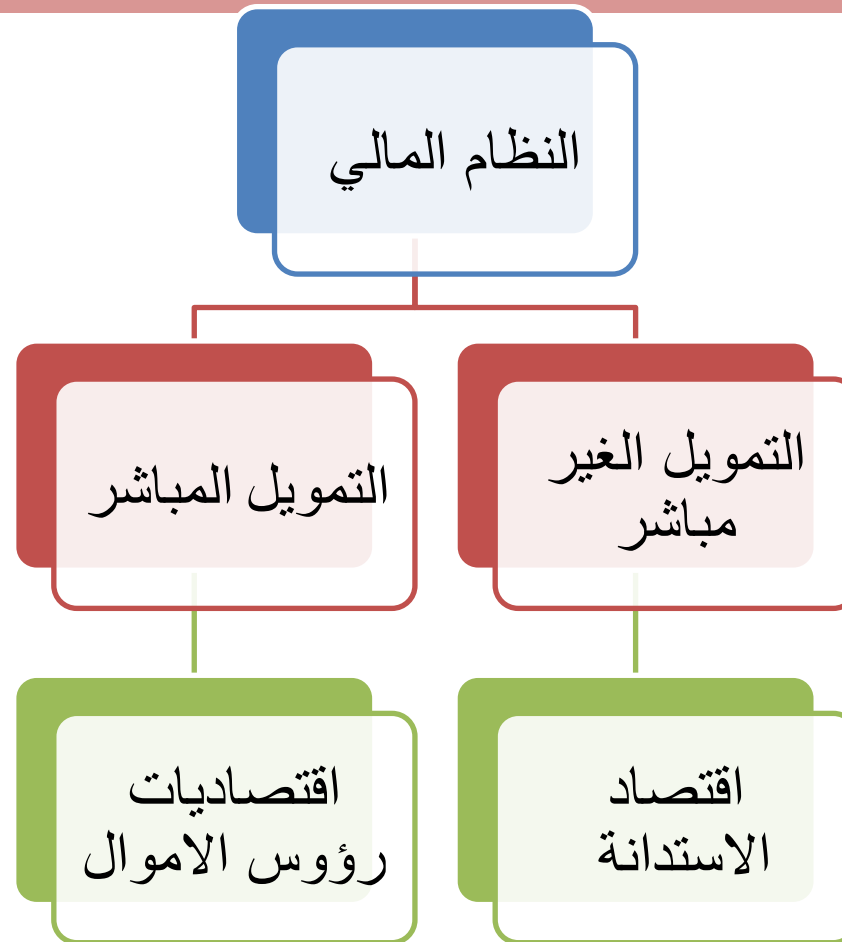 النظام المالي
التمويل الغير
مباشر
التمويل المباشر
اقتصاد
الاستدانة
اقتصاديات
رؤوس الاموال